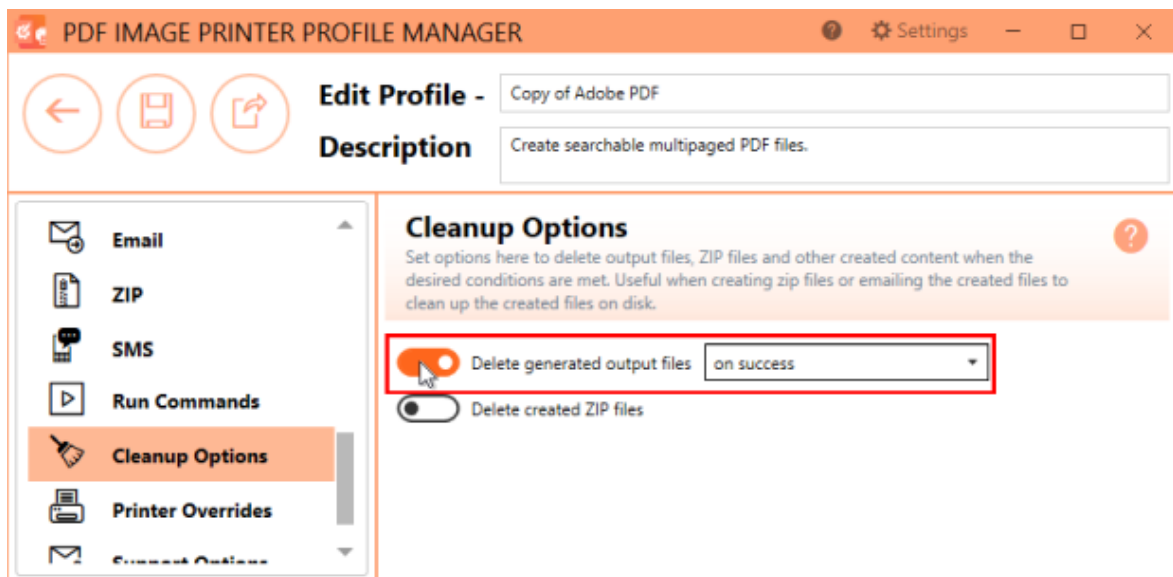 PDF IMAGE PRINTER PROFILE MANAGER
? Settings
Edit Profile - Copy of Adobe PDF
Description Create searchable multipaged PDF files.
Email
ZIP
SMS
Run Commands
Cleanup Options
Printer Overrides
Support Options
Cleanup Options
?
Set options here to delete output files, ZIP files and other created content when the
desired conditions are met. Useful when creating zip files or emailing the created files to
clean up the created files on disk.
Delete generated output files on success
Delete created ZIP files